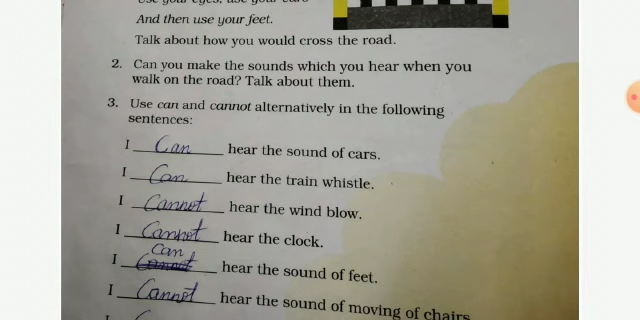 And then use your feet.
Talk about how you would cross the road.
2. Can you make the sounds which you hear when you
walk on the road? Talk about them.
3. Use can and cannot alternatively in the following
sentences:
I Can hear the sound of cars.
I Can hear the train whistle.
I Cannot hear the wind blow.
I Cannot hear the clock.
Can
I Cannot hear the sound of feet.
I Cannot hear the sound of moving of chairs
I